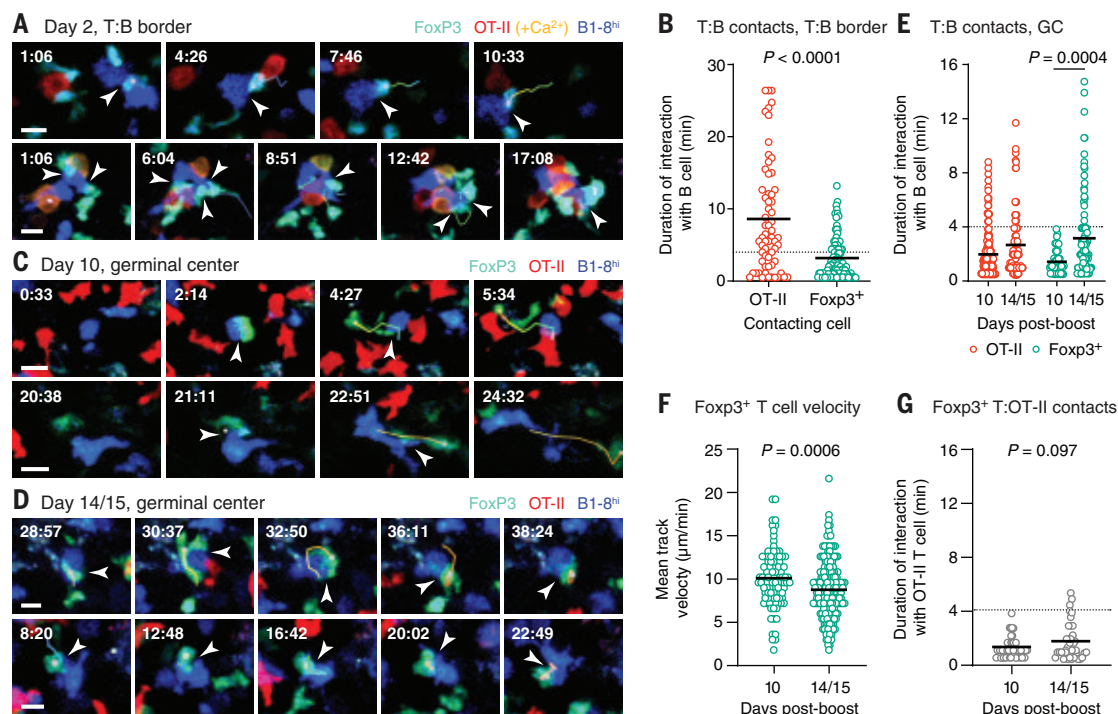 A Day 2, T:B border FoxP3 OT-II (+Ca²⁺) B1-8ʰⁱ
1:06 4:26 7:46 10:33
1:06 6:04 8:51 12:42 17:08
C Day 10, germinal center FoxP3 OT-II B1-8ʰⁱ
0:33 2:14 4:27 5:34
20:38 21:11 22:51 24:32
D Day 14/15, germinal center FoxP3 OT-II B1-8ʰⁱ
28:57 30:37 32:50 36:11 38:24
8:20 12:48 16:42 20:02 22:49
B T:B contacts, T:B border
P < 0.0001
Duration of interaction
with B cell (min)
30
20
10
0
OT-II Foxp3⁺
Contacting cell
E T:B contacts, GC
P = 0.0004
Duration of interaction
with B cell (min)
16
12
8
4
0
10 14/15 10 14/15
Days post-boost
OT-II Foxp3⁺
F Foxp3⁺ T cell velocity
P = 0.0006
Mean track
velocty (µm/min)
25
20
15
10
5
0
10 14/15
Days post-boost
G Foxp3⁺ T:OT-II contacts
P = 0.097
Duration of interaction
with OT-II T cell (min)
16
12
8
4
0
10 14/15
Days post-boost